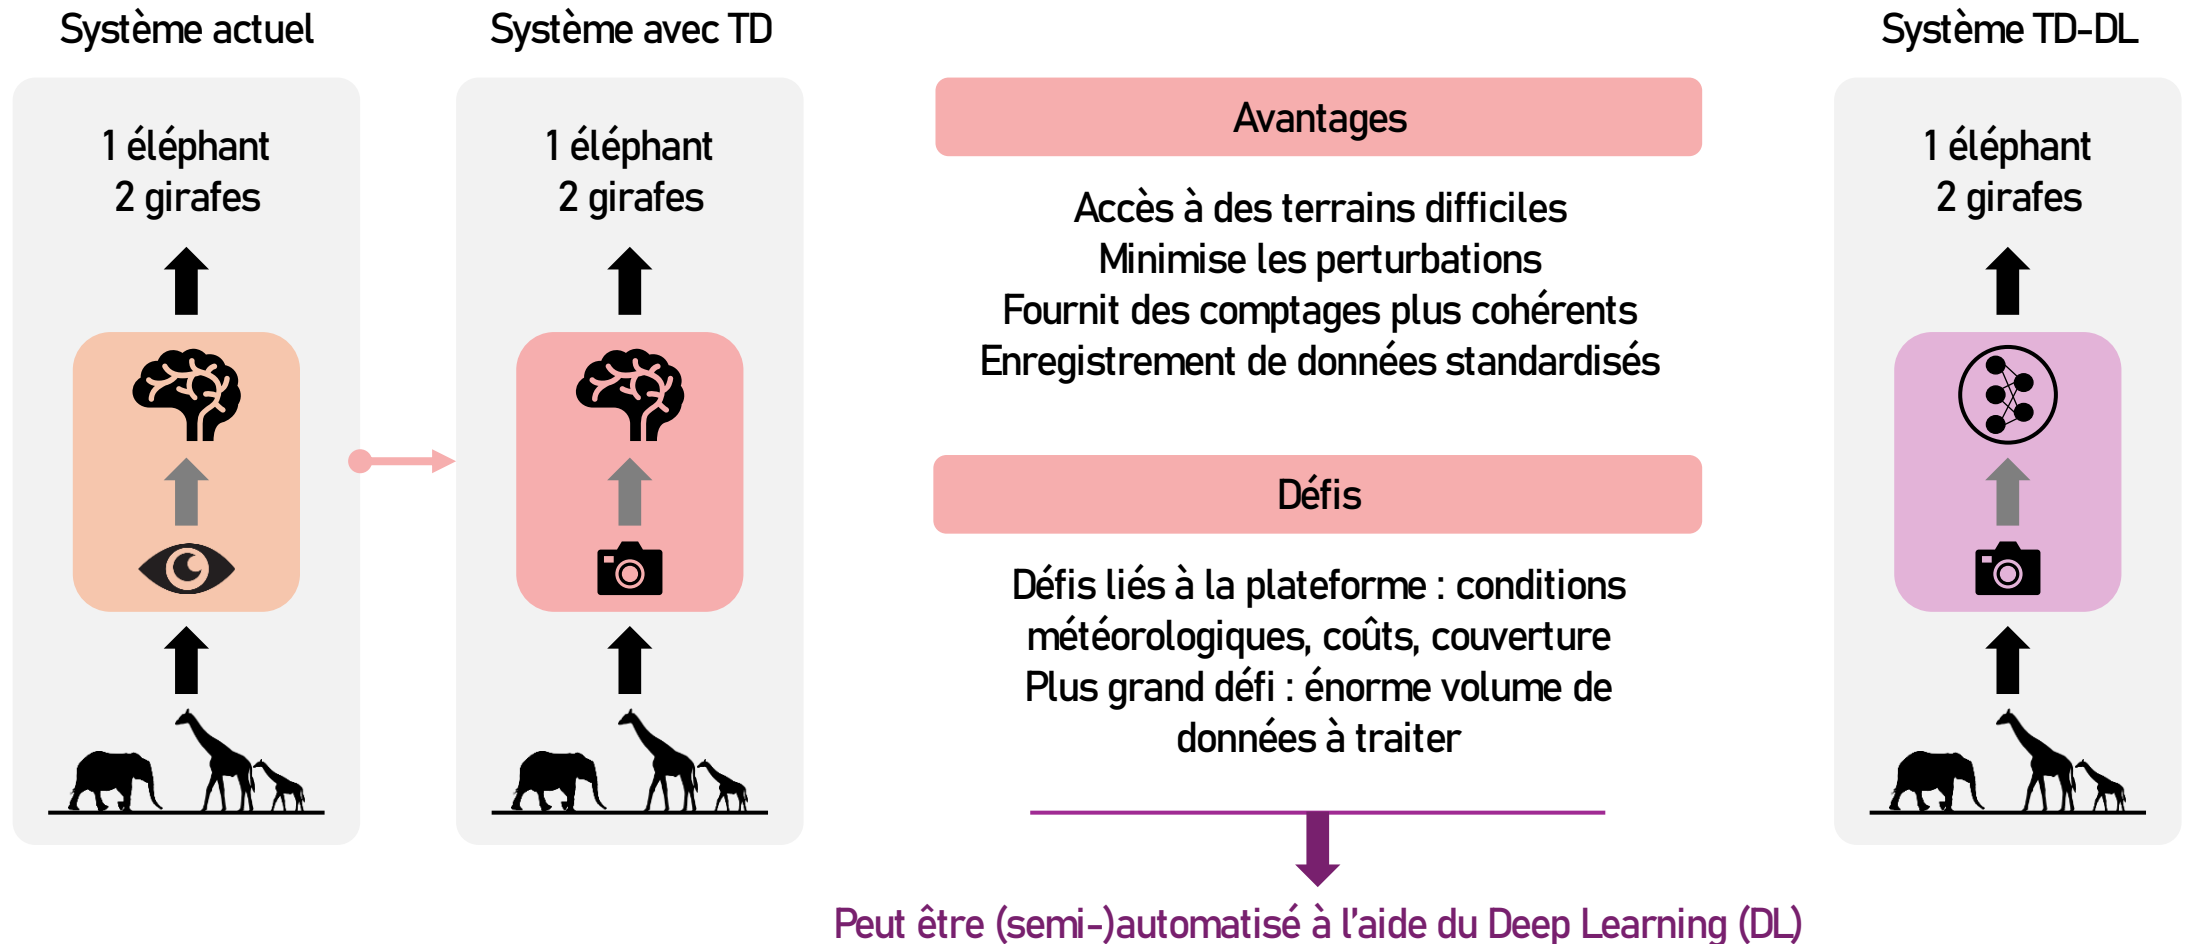 Système actuel
1 éléphant
2 girafes
Système avec TD
1 éléphant
2 girafes
Avantages
Accès à des terrains difficiles
Minimise les perturbations
Fournit des comptages plus cohérents
Enregistrement de données standardisés
Défis
Défis liés à la plateforme : conditions
météorologiques, coûts, couverture
Plus grand défi : énorme volume de
données à traiter
Peut être (semi-)automatisé à l'aide du Deep Learning (DL)
Système TD-DL
1 éléphant
2 girafes